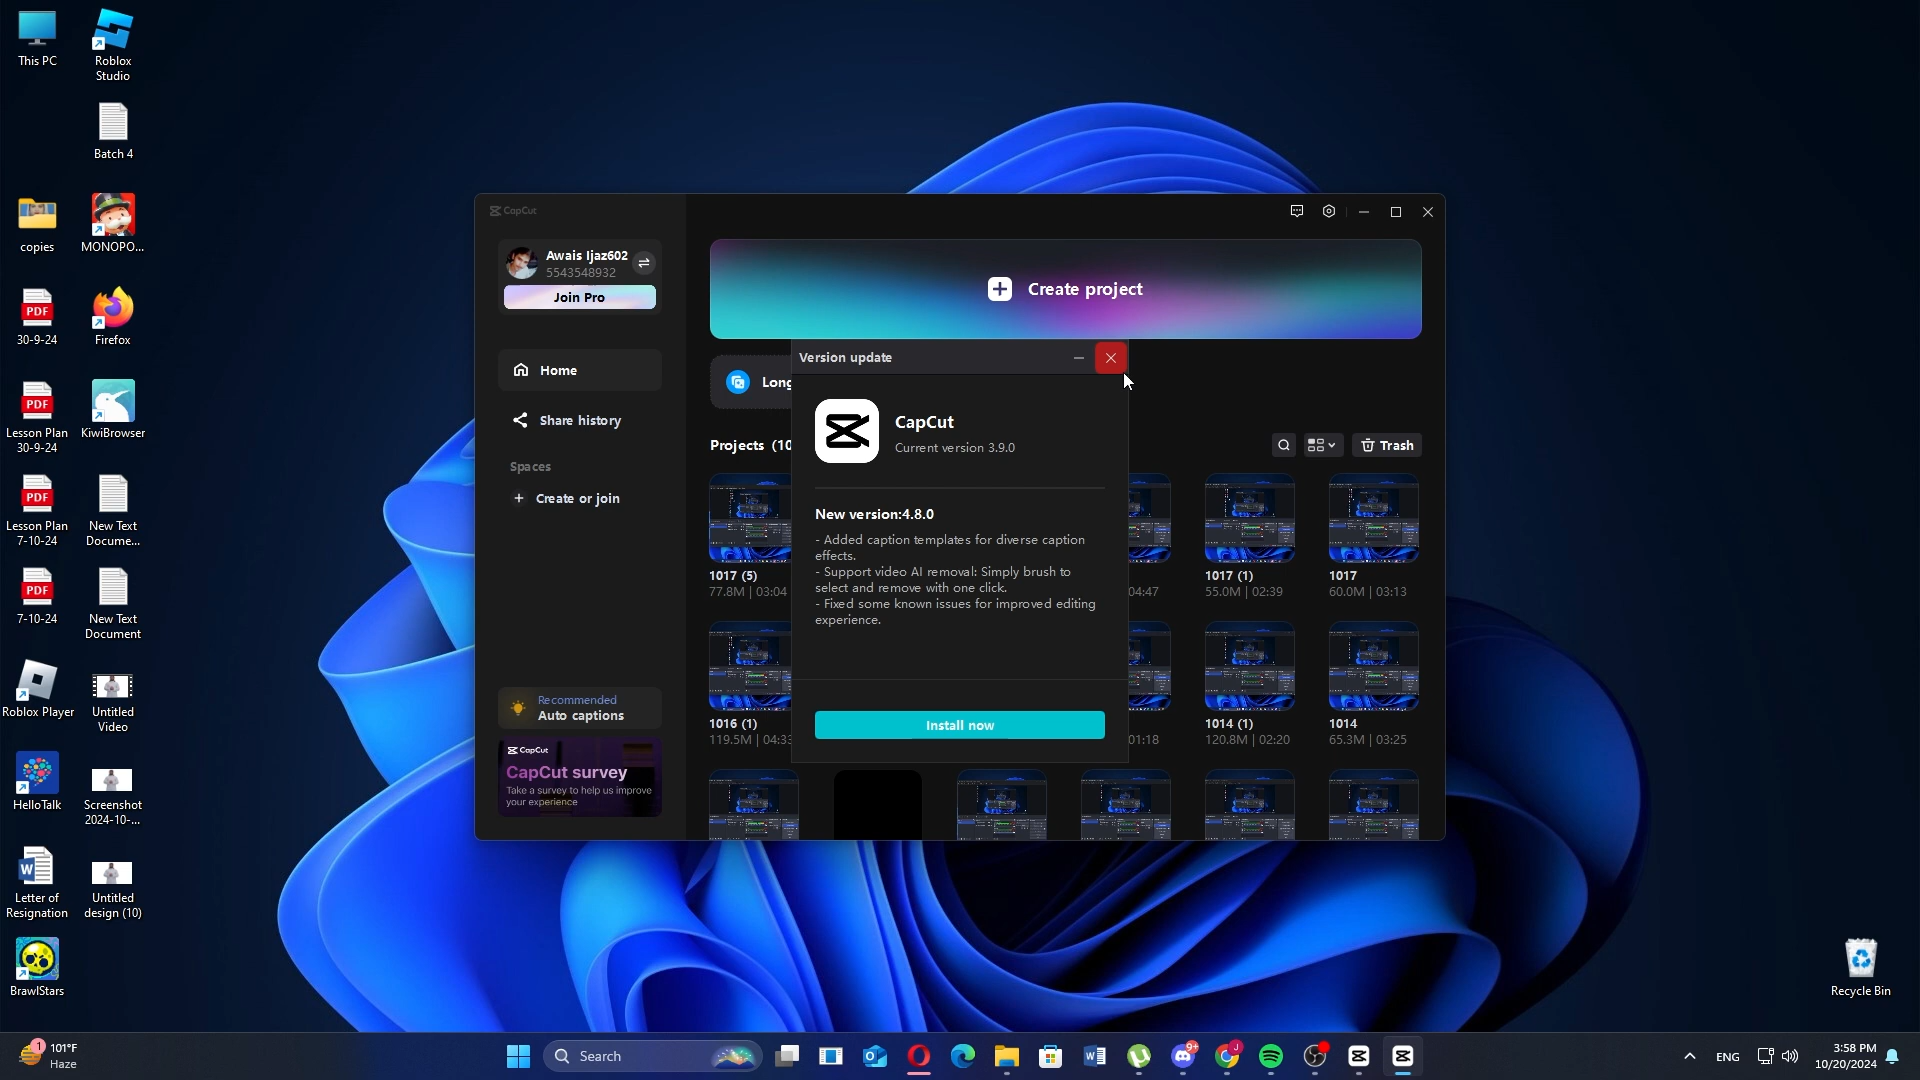 This PC
Roblox
Studio
Batch 4
copies
MONOPO...
30-9-24
Firefox
Lesson Plan
30-9-24
KiwiBrowser
Lesson Plan
7-10-24
New Text
Docume...
7-10-24
New Text
Document
Roblox Player
Untitled
Video
HelloTalk
Screenshot
2024-10-...
Letter of
Resignation
Untitled
design (10)
BrawlStars
PDF
PDF
PDF
PDF
CapCut
Awais Ijaz602
5543548932
Join Pro
Home
Share history
Spaces
Create or join
Recommended
Auto captions
CapCut
CapCut survey
Take a survey to help us improve
your experience
Create project
Long
Projects (10
Trash
1017 (5)
77.8M | 03:04
04:47
1017 (1)
55.0M | 02:39
1017
60.0M | 03:13
1016 (1)
119.5M | 04:33
01:18
1014 (1)
120.8M | 02:20
1014
65.3M | 03:25
Version update
CapCut
Current version 3.9.0
New version:4.8.0
- Added caption templates for diverse caption
effects.
- Support video AI removal: Simply brush to
select and remove with one click.
- Fixed some known issues for improved editing
experience.
Install now
Recycle Bin
1
101°F
Haze
Search
9+
J
ENG
3:58 PM
10/20/2024